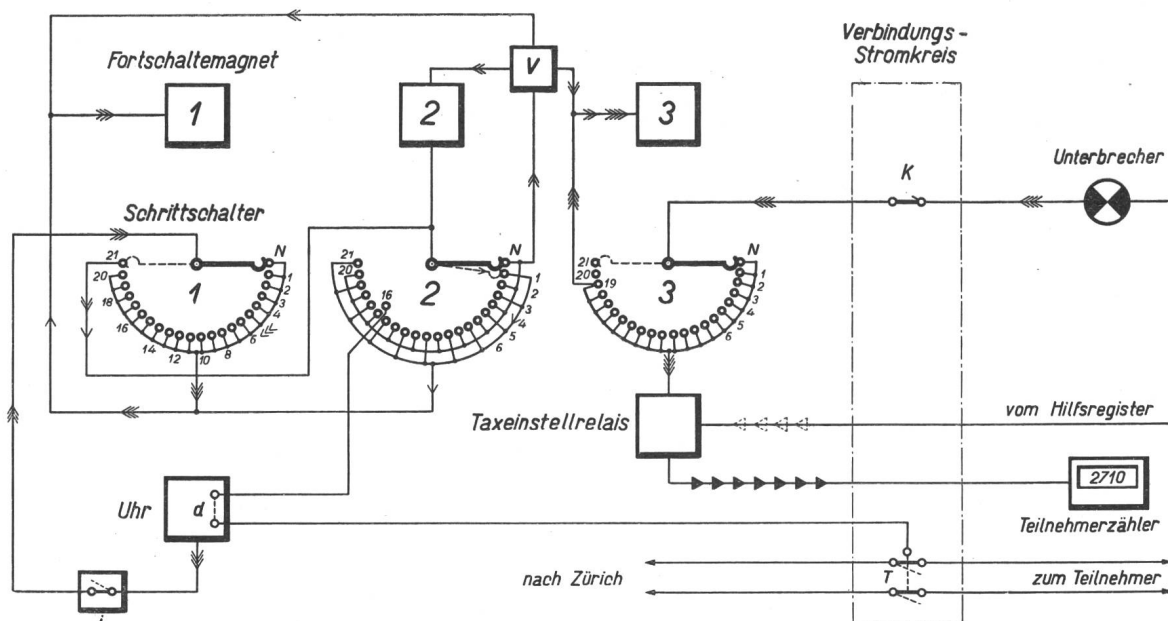 Verbindungs-
Stromkreis
Fortschaltemagnet
V
1
2
3
Unterbrecher
K
Schrittschalter
21
N
21
N
21
N
20
1
20
1
20
1
18
2
2
19
2
16
3
16
3
3
14
4
4
4
12
10
8
6
6
5
6
5
1
2
3
Taxeinstellrelais
vom Hilfsregister
Uhr
d
2710
Teilnehmerzähler
nach Zürich
T
zum Teilnehmer